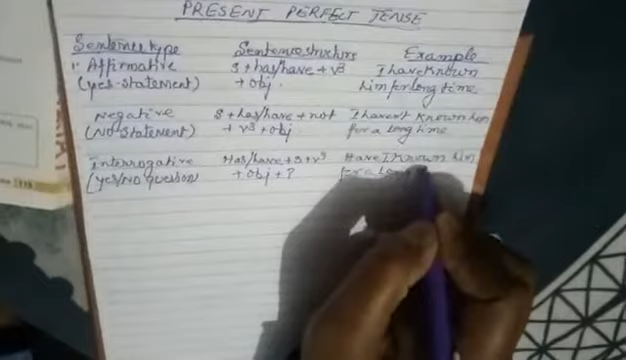 PRESENT PERFECT TENSE
Sentence type Sentence structure Example
1. Affirmative S + has/have + v3 I have known
(yes-statement) + obj. him for long time
Negative S + has/have + not I haven't known him
(No-statement) + v3 + obj for a long time.
Interrogative Has/have + S + v3 Have I known him
(yes/No question + obj + ? for a